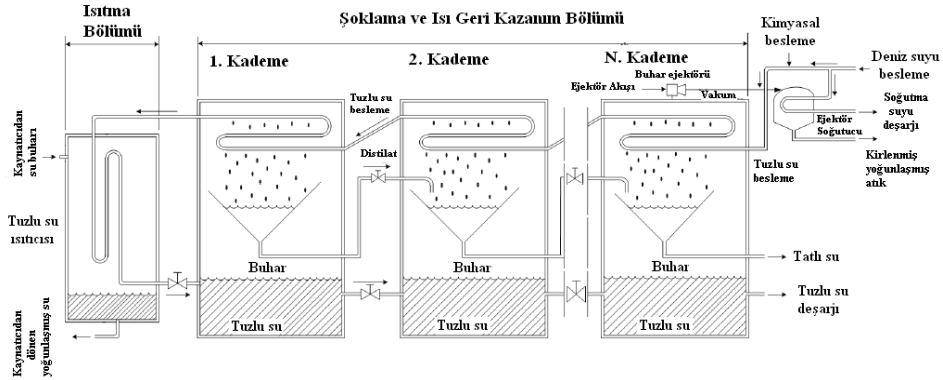 Isıtma
Bölümü
Şoklama ve Isı Geri Kazanım Bölümü
1. Kademe
2. Kademe
N. Kademe
Kimyasal
besleme
Deniz suyu
besleme
Buhar ejektörü
Ejektör Akışı
Vakum
Soğutma
suyu
deşarjı
Ejektör
Soğutucu
Kirlenmiş
yoğunlaşmış
atık
Tuzlu su
besleme
Distilat
Tuzlu su
besleme
Kaynatıcıdan
su buharı
Tuzlu su
ısıtıcısı
Buhar
Buhar
Buhar
Tatlı su
Tuzlu su
Tuzlu su
Tuzlu su
Tuzlu su
deşarjı
Kaynatıcıdan
dönen
yoğunlaşmış su